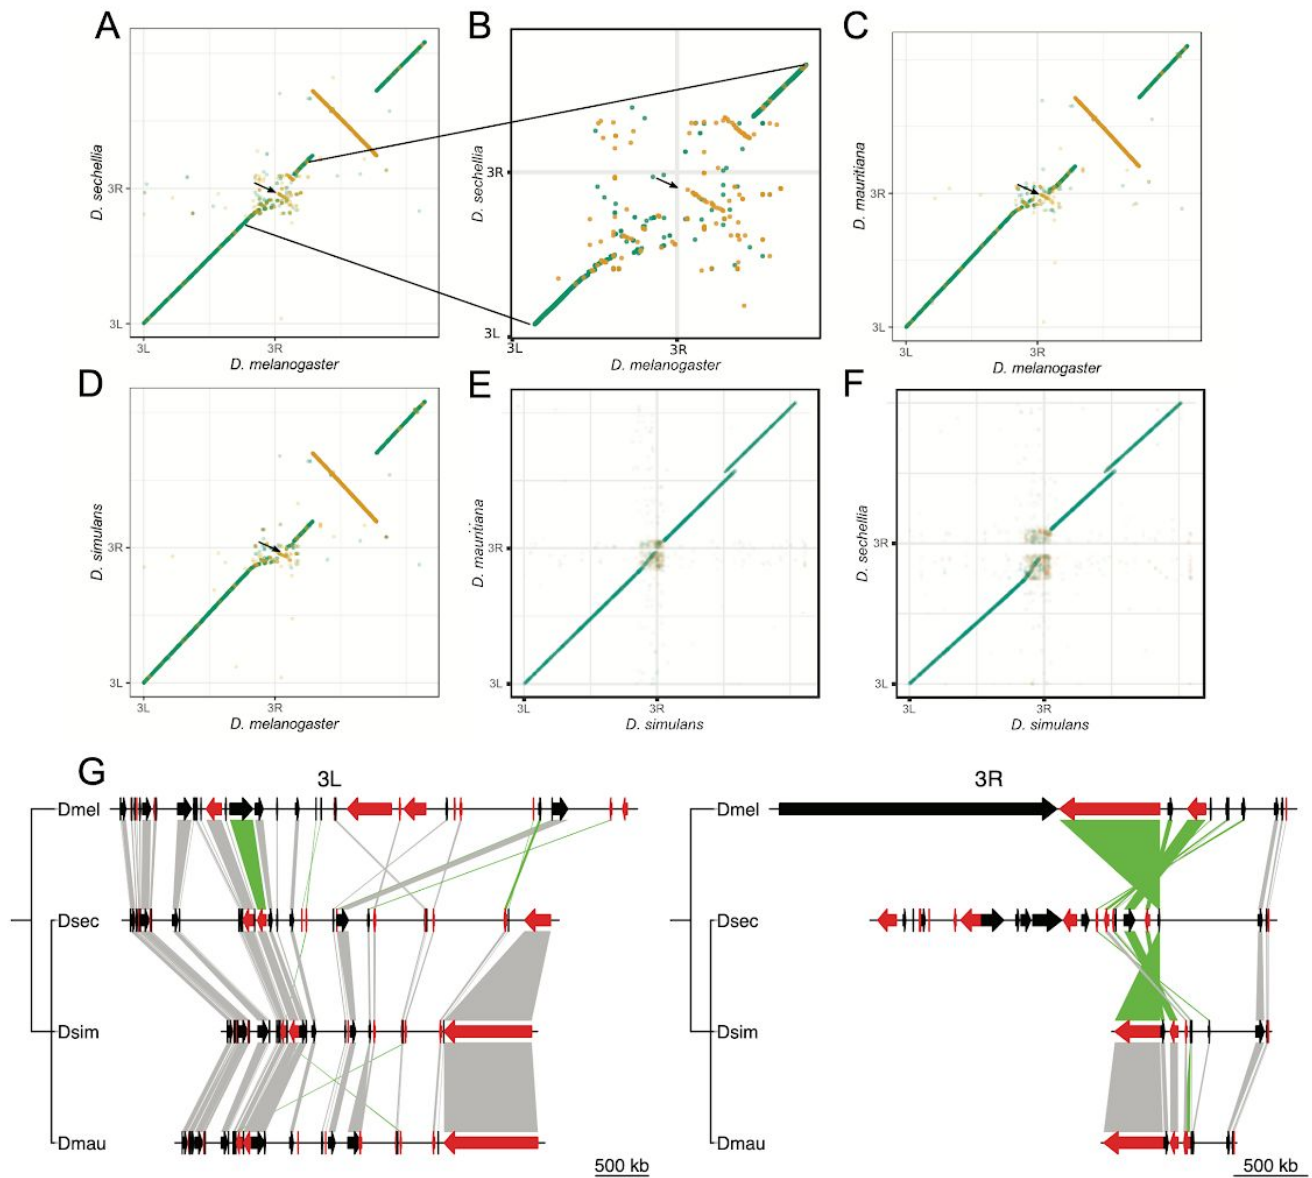 A
D. sechellia
3R
3L
3L
3R
D. melanogaster
B
D. sechellia
3R
3L
3L
3R
D. melanogaster
C
D. mauritiana
3R
3L
3L
3R
D. melanogaster
D
D. simulans
3R
3L
3L
3R
D. melanogaster
E
D. mauritiana
3R
3L
3L
3R
D. simulans
F
D. sechellia
3R
3L
3L
3R
D. simulans
G
3L
Dmel
Dsec
Dsim
Dmau
500 kb
3R
Dmel
Dsec
Dsim
Dmau
500 kb